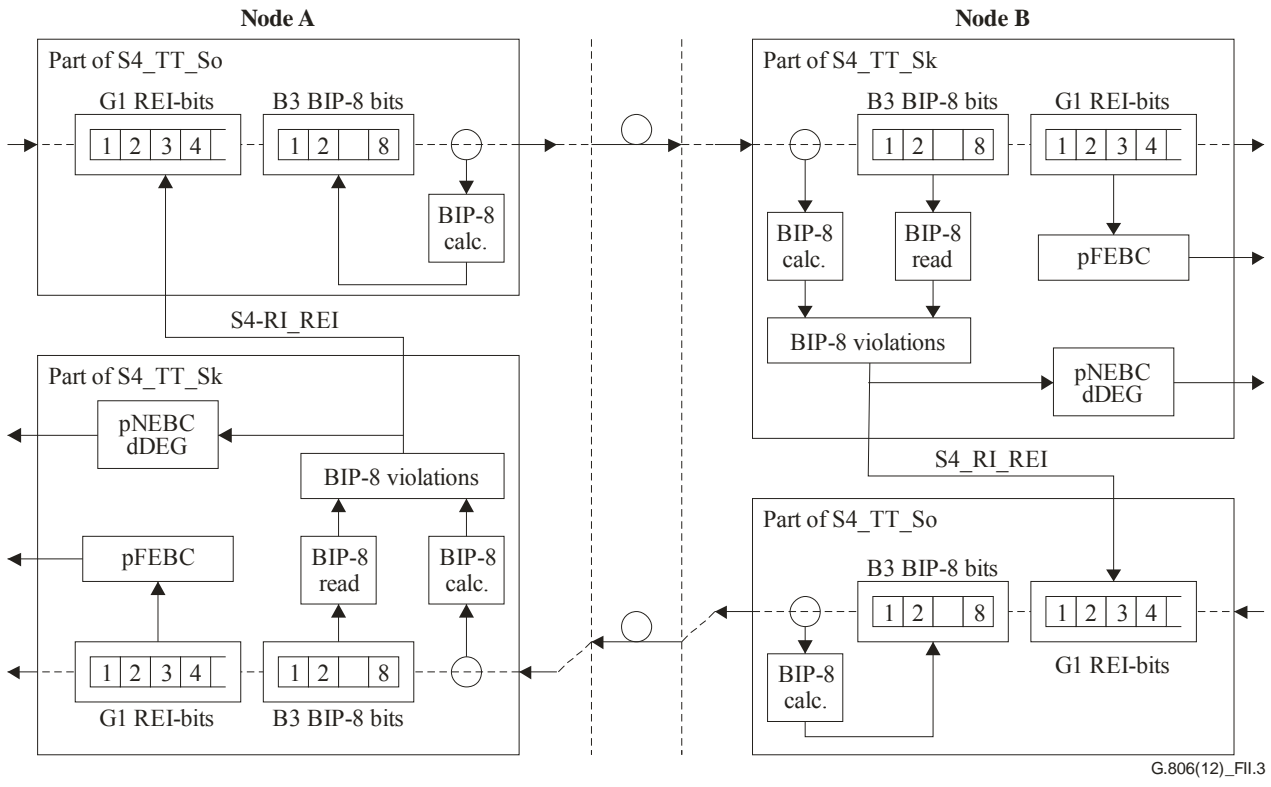 Node A
Node B
Part of S4_TT_So
G1 REI-bits
B3 BIP-8 bits
1 2 3 4
1 2 8
BIP-8
calc.
S4-RI_REI
Part of S4_TT_Sk
pNEBC
dDEG
BIP-8 violations
pFEBC
BIP-8
read
BIP-8
calc.
1 2 3 4
1 2 8
G1 REI-bits
B3 BIP-8 bits
Part of S4_TT_Sk
B3 BIP-8 bits
G1 REI-bits
1 2 8
1 2 3 4
BIP-8
calc.
BIP-8
read
pFEBC
BIP-8 violations
pNEBC
dDEG
S4_RI_REI
Part of S4_TT_So
B3 BIP-8 bits
1 2 8
1 2 3 4
G1 REI-bits
BIP-8
calc.
G.806(12)_FII.3